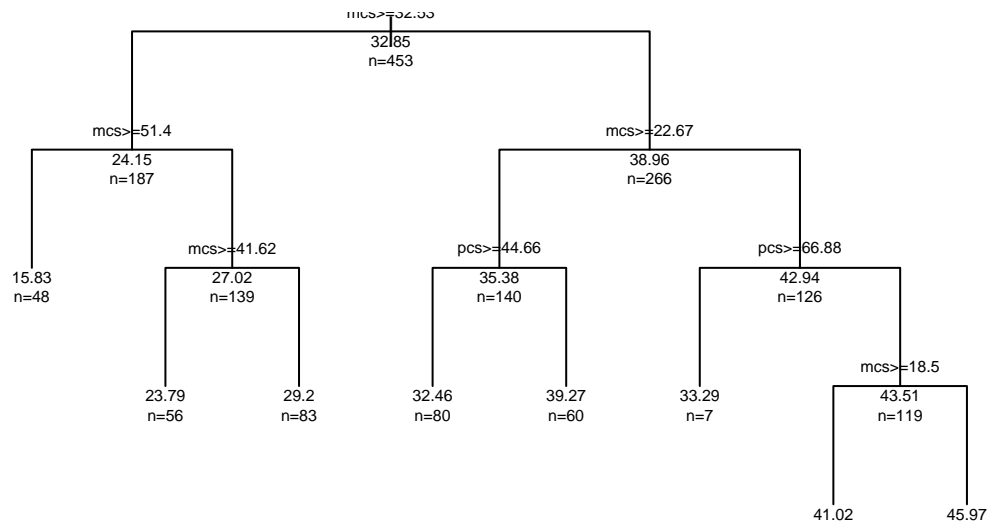 mcs>=32.53
32.85
n=453
mcs>=51.4
mcs>=22.67
24.15
n=187
38.96
n=266
mcs>=41.62
pcs>=44.66
pcs>=66.88
15.83
n=48
27.02
n=139
35.38
n=140
42.94
n=126
mcs>=18.5
23.79
n=56
29.2
n=83
32.46
n=80
39.27
n=60
33.29
n=7
43.51
n=119
41.02
45.97